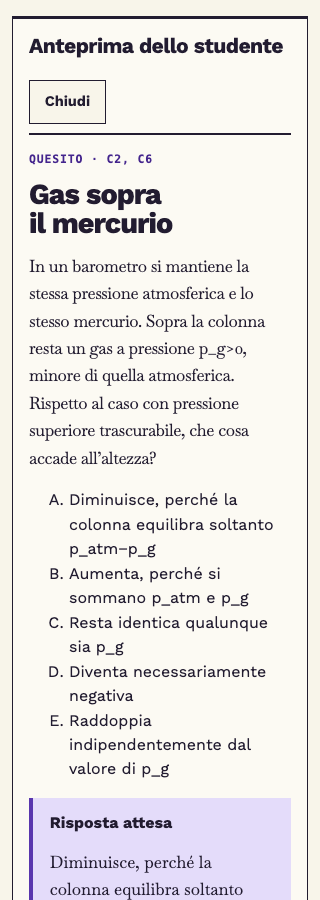 Anteprima dello studente
Chiudi
QUESITO · C2, C6
Gas sopra
il mercurio
In un barometro si mantiene la
stessa pressione atmosferica e lo
stesso mercurio. Sopra la colonna
resta un gas a pressione p_g>0,
minore di quella atmosferica.
Rispetto al caso con pressione
superiore trascurabile, che cosa
accade all’altezza?
A. Diminuisce, perché la
colonna equilibra soltanto
p_atm−p_g
B. Aumenta, perché si
sommano p_atm e p_g
C. Resta identica qualunque
sia p_g
D. Diventa necessariamente
negativa
E. Raddoppia
indipendentemente dal
valore di p_g
Risposta attesa
Diminuisce, perché la
colonna equilibra soltanto